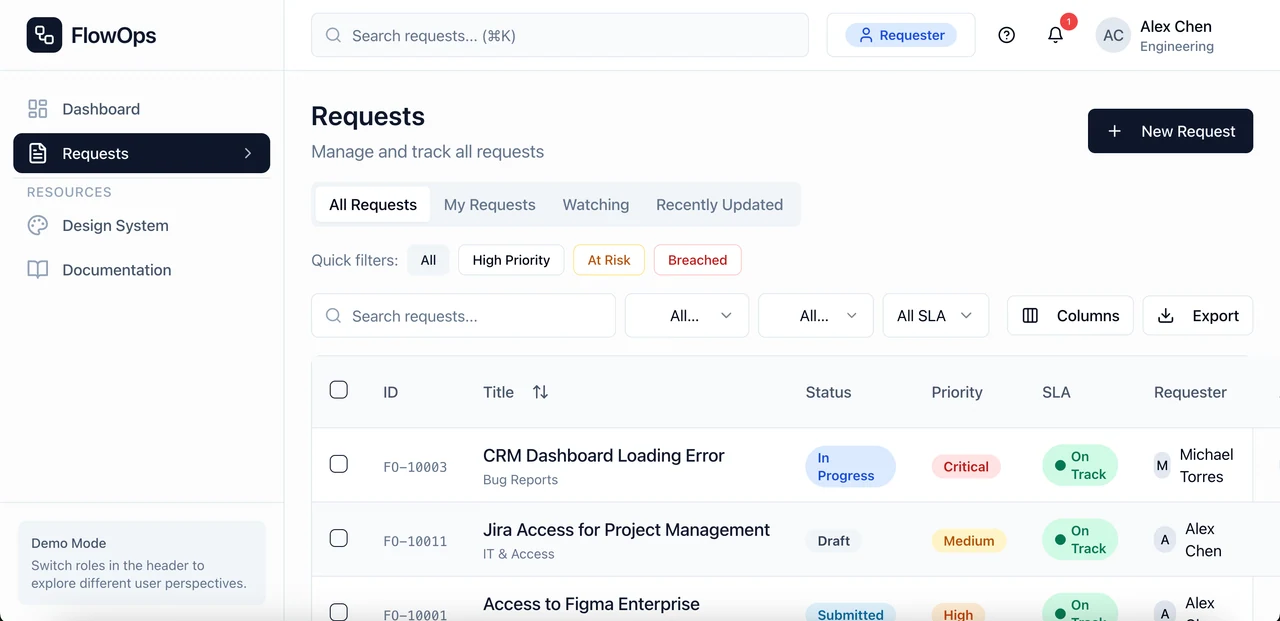 FlowOps
Search requests... (⌘K)
Requester
1
AC
Alex Chen
Engineering
Dashboard
Requests
RESOURCES
Design System
Documentation
Demo Mode
Switch roles in the header to
explore different user perspectives.
Requests
Manage and track all requests
New Request
All Requests
My Requests
Watching
Recently Updated
Quick filters:
All
High Priority
At Risk
Breached
Search requests...
All...
All...
All SLA
Columns
Export
ID
Title
Status
Priority
SLA
Requester
FO-10003
CRM Dashboard Loading Error
Bug Reports
In
Progress
Critical
On
Track
M
Michael
Torres
FO-10011
Jira Access for Project Management
IT & Access
Draft
Medium
On
Track
A
Alex
Chen
FO-10001
Access to Figma Enterprise
Submitted
High
On
A
Alex